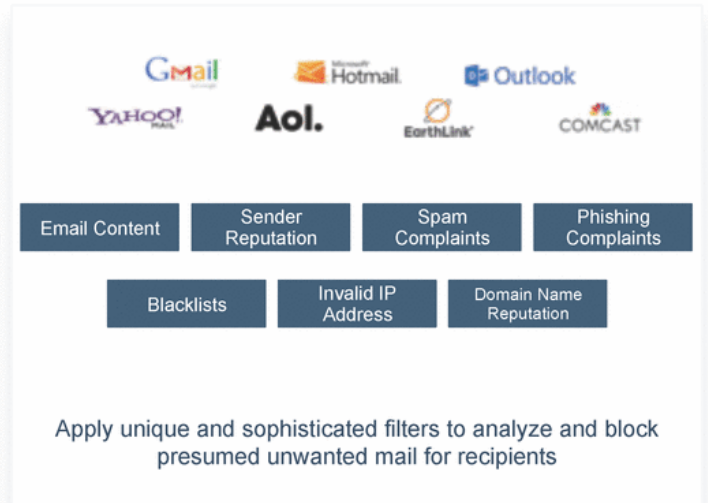 Gmail
Microsoft
Hotmail
Outlook
YAHOO!
MAIL
Aol.
EarthLink
COMCAST
Email Content
Sender
Reputation
Spam
Complaints
Phishing
Complaints
Blacklists
Invalid IP
Address
Domain Name
Reputation
Apply unique and sophisticated filters to analyze and block
presumed unwanted mail for recipients